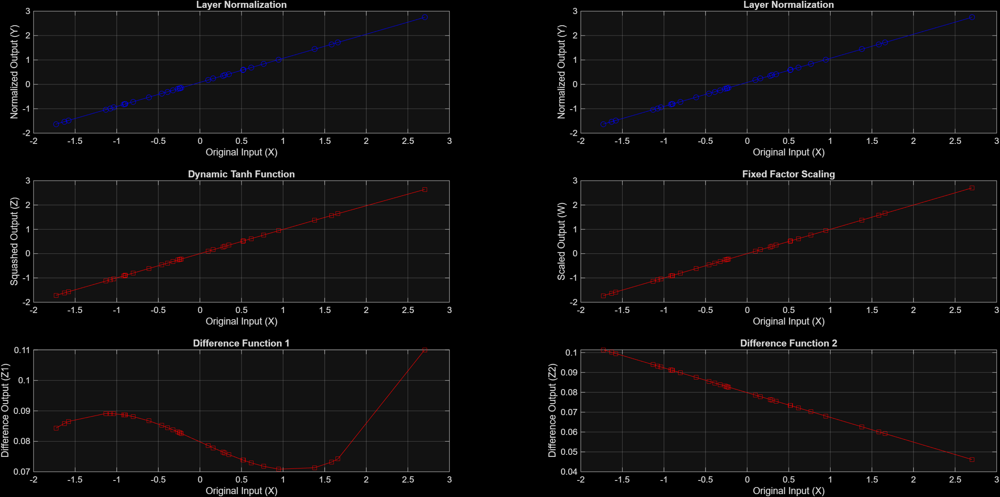 Layer Normalization
Normalized Output (Y)
3
2
1
0
-1
-2
-2 -1.5 -1 -0.5 0 0.5 1 1.5 2 2.5 3
Original Input (X)
Layer Normalization
Normalized Output (Y)
3
2
1
0
-1
-2
-2 -1.5 -1 -0.5 0 0.5 1 1.5 2 2.5 3
Original Input (X)
Dynamic Tanh Function
Squashed Output (Z)
3
2
1
0
-1
-2
-2 -1.5 -1 -0.5 0 0.5 1 1.5 2 2.5 3
Original Input (X)
Fixed Factor Scaling
Scaled Output (W)
3
2
1
0
-1
-2
-2 -1.5 -1 -0.5 0 0.5 1 1.5 2 2.5 3
Original Input (X)
Difference Function 1
Difference Output (Z1)
0.11
0.1
0.09
0.08
0.07
-2 -1.5 -1 -0.5 0 0.5 1 1.5 2 2.5 3
Original Input (X)
Difference Function 2
Difference Output (Z2)
0.1
0.09
0.08
0.07
0.06
0.05
0.04
-2 -1.5 -1 -0.5 0 0.5 1 1.5 2 2.5 3
Original Input (X)